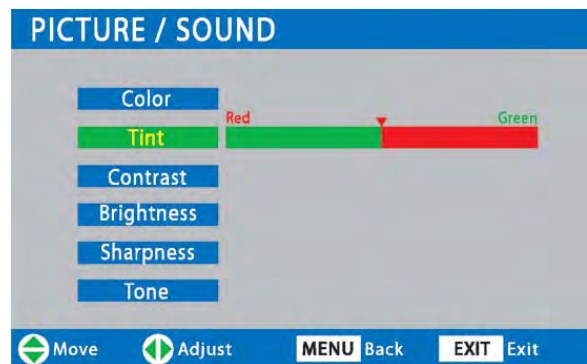 PICTURE / SOUND
Color
Red Green
Tint
Contrast
Brightness
Sharpness
Tone
Move Adjust MENU Back EXIT Exit